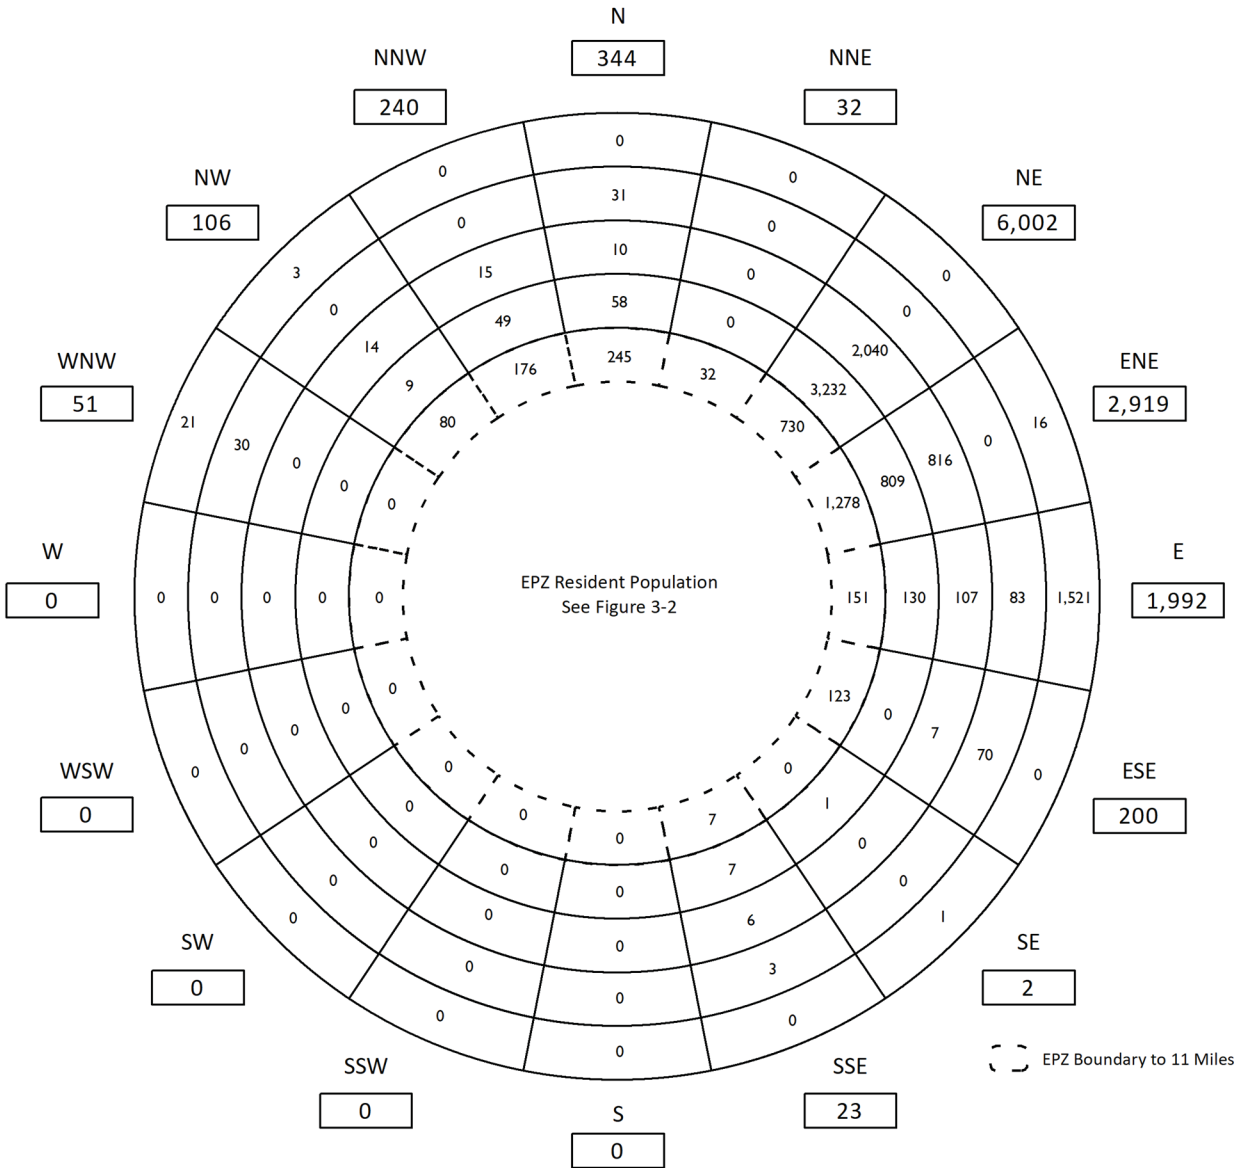 N
344
NNW
240
NNE
32
NW
106
NE
6,002
WNW
51
ENE
2,919
W
0
E
1,992
WSW
0
ESE
200
SW
0
SE
2
SSW
0
SSE
23
S
0
0
0 0
31
3 0 0 0
10
0 15 0 0
58
14 49 0 2,040
245
21 9 176 32 3,232 16
30 80 730 0
0 816
0 809
0 1,278
EPZ Resident Population
See Figure 3-2
0 0 0 0 0 151 130 107 83 1,521
0 123
0 0
0 7
0 70
0 0 0 0
0 0 7 1
0 0 0 7 0
0 0 0 6 0
0 0 0 3 1
0 0 0
0
EPZ Boundary to 11 Miles